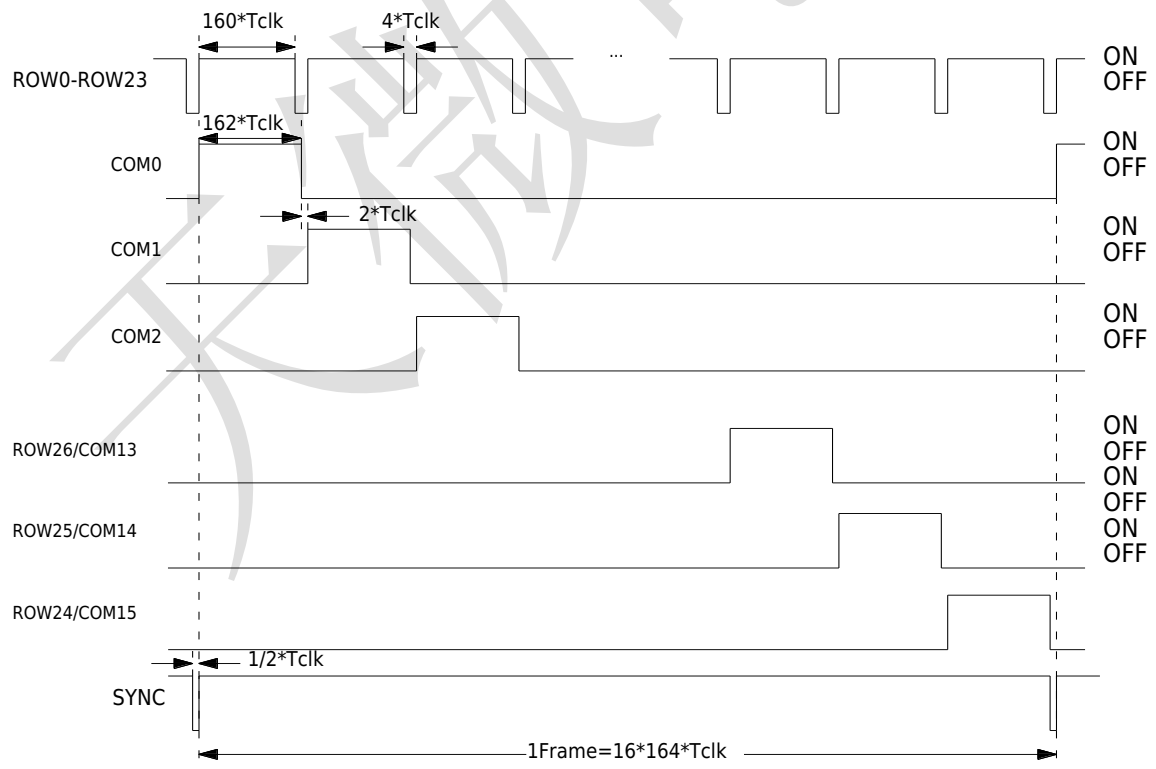 160*Tclk
4*Tclk
ROW0-ROW23
...
ON
OFF
162*Tclk
COM0
ON
OFF
2*Tclk
COM1
ON
OFF
COM2
ON
OFF
ROW26/COM13
ON
OFF
ON
ROW25/COM14
OFF
ON
OFF
ROW24/COM15
1/2*Tclk
SYNC
1Frame=16*164*Tclk
天微